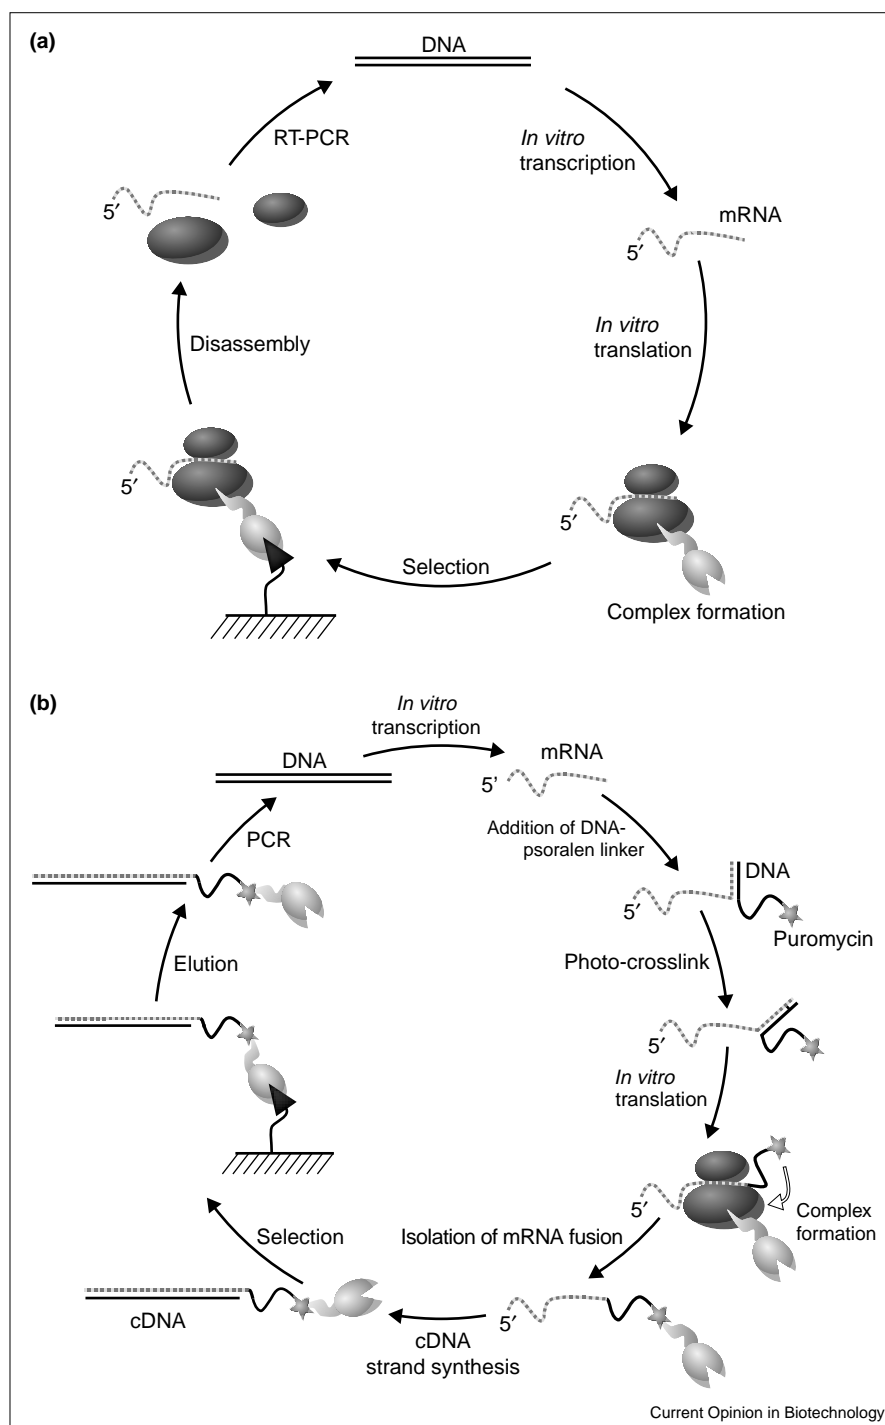 (a)
DNA
In vitro
transcription
RT-PCR
5′
mRNA
5′
In vitro
translation
Disassembly
5′
5′
Selection
Complex formation
(b)
In vitro
transcription
DNA
mRNA
5'
Addition of DNA-
psoralen linker
PCR
DNA
5′
Puromycin
Photo-crosslink
Elution
5′
In vitro
translation
5′
Complex
formation
Isolation of mRNA fusion
Selection
cDNA
5′
cDNA
strand synthesis
Current Opinion in Biotechnology